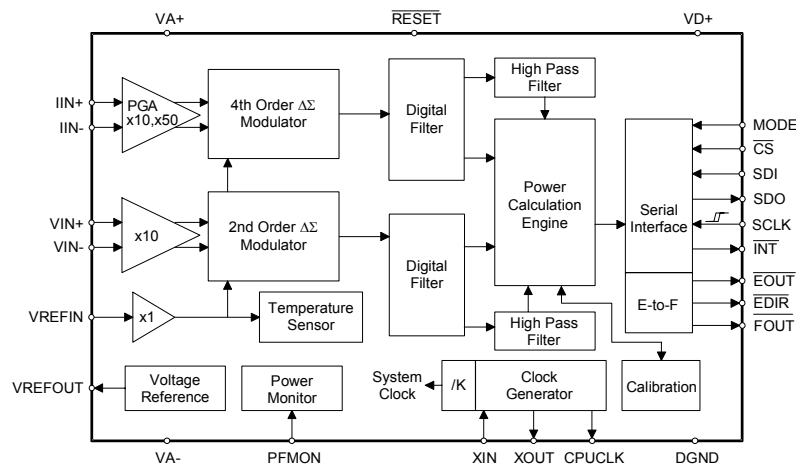 VA+
RESET
VD+
IIN+
IIN-
PGA
x10,x50
4th Order ΔΣ
Modulator
Digital
Filter
High Pass
Filter
Power
Calculation
Engine
Serial
Interface
MODE
CS
SDI
SDO
SCLK
INT
VIN+
VIN-
x10
2nd Order ΔΣ
Modulator
Digital
Filter
High Pass
Filter
E-to-F
EOUT
EDIR
FOUT
VREFIN
x1
Temperature
Sensor
VREFOUT
Voltage
Reference
Power
Monitor
System
Clock
/K
Clock
Generator
Calibration
VA-
PFMON
XIN
XOUT
CPUCLK
DGND